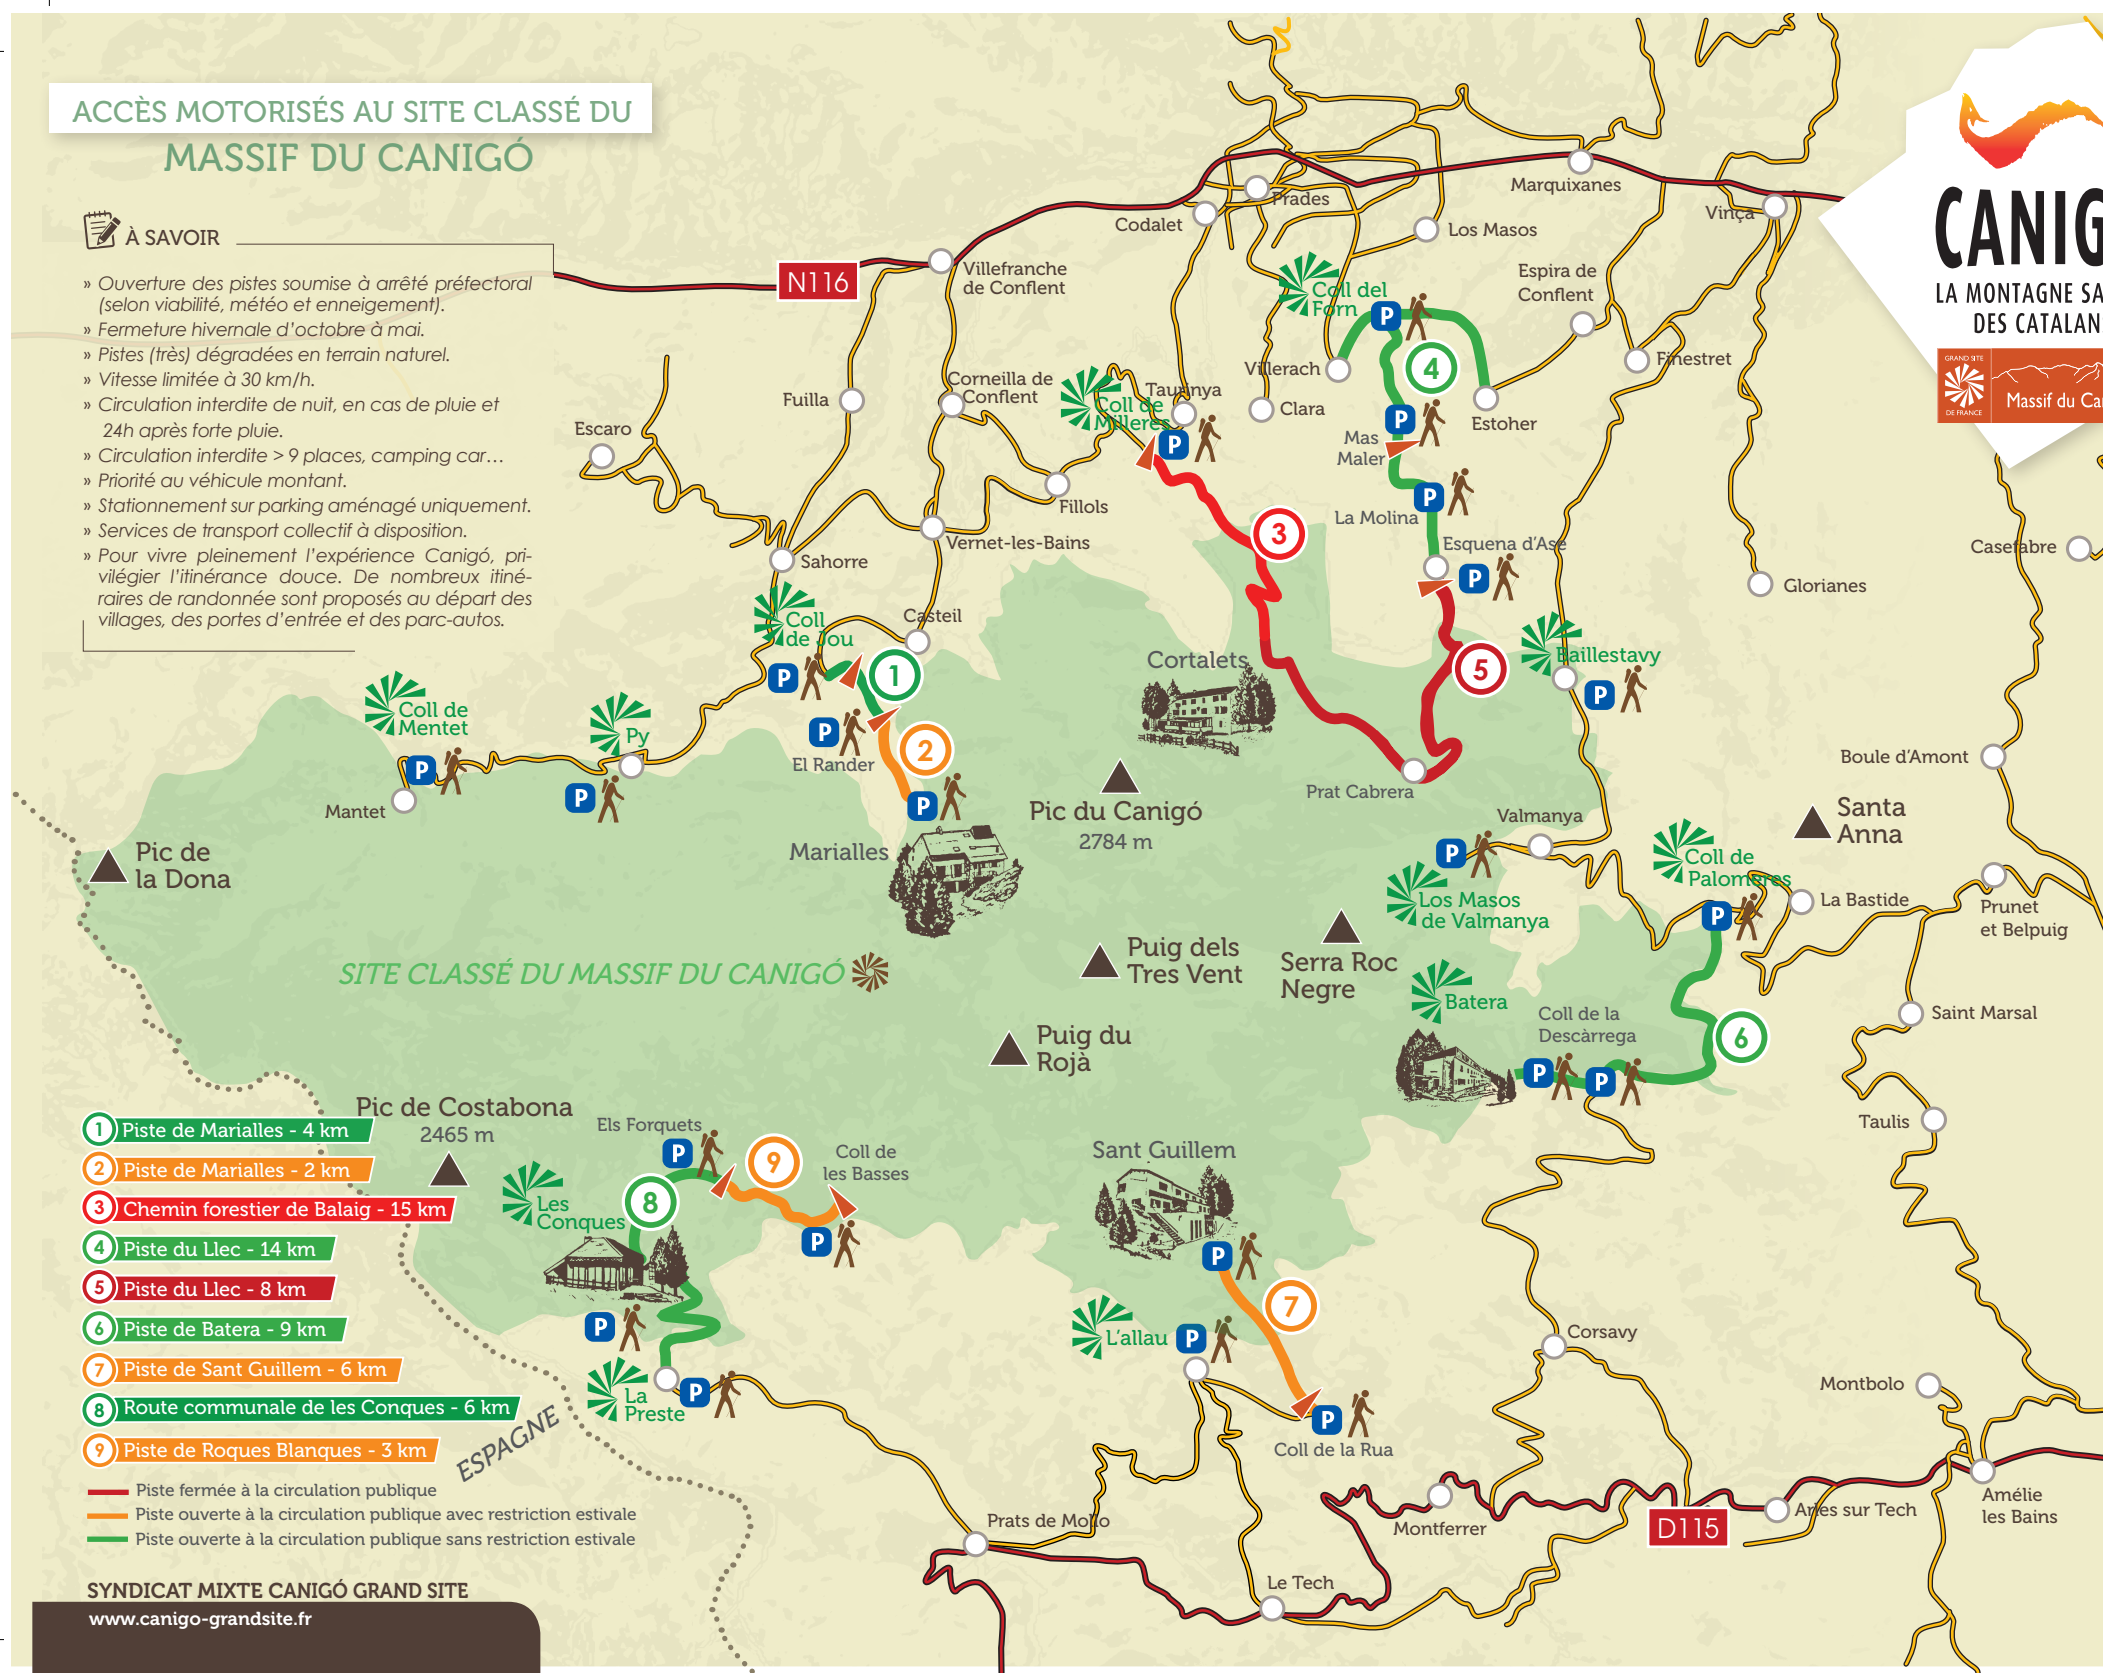 ACCÈS MOTORISÉS AU SITE CLASSÉ DU
MASSIF DU CANIGÓ
À SAVOIR
» Ouverture des pistes soumise à arrêté préfectoral
(selon viabilité, météo et enneigement).
» Fermeture hivernale d'octobre à mai.
» Pistes (très) dégradées en terrain naturel.
» Vitesse limitée à 30 km/h.
» Circulation interdite de nuit, en cas de pluie et
24h après forte pluie.
» Circulation interdite > 9 places, camping car...
» Priorité au véhicule montant.
» Stationnement sur parking aménagé uniquement.
» Services de transport collectif à disposition.
» Pour vivre pleinement l'expérience Canigó, pri-
vilégier l'itinérance douce. De nombreux itiné-
raires de randonnée sont proposés au départ des
villages, des portes d'entrée et des parc-autos.
CANIG
LA MONTAGNE SA
DES CATALAN
GRAND SITE
DE FRANCE
Massif du Ca
N116
Villefranche
de Conflent
Codalet
Prades
Los Masos
Marquixanes
Vinça
Espira de
Conflent
Coll del
Forn
P
4
Villerach
Clara
Estoher
Finestret
Taurinya
Coll de
Milleres
P
Corneilla de
Conflent
Fuilla
Escaro
Fillols
Vernet-les-Bains
Sahorre
Casteil
P
Mas
Maler
P
La Molina
Esquena d'Ase
P
3
Casefabre
Glorianes
Coll
de Jou
P
1
P
El Rander
2
P
Marialles
Coll de
Mentet
P
Mantet
Py
P
Cortalets
5
Baillestavy
P
Prat Cabrera
Pic du Canigó
2784 m
Boule d'Amont
Valmanya
P
Los Masos
de Valmanya
Coll de
Palomeres
P
Santa
Anna
La Bastide
Prunet
et Belpuig
Pic de
la Dona
Puig dels
Tres Vent
Serra Roc
Negre
SITE CLASSÉ DU MASSIF DU CANIGÓ
Puig du
Rojà
Batera
Coll de la
Descàrrega
P
P
6
Saint Marsal
Taulis
Pic de Costabona
2465 m
Els Forquets
P
9
Coll de
les Basses
P
8
Les
Conques
P
La
Preste
P
Sant Guillem
P
7
L'allau
P
P
Coll de la Rua
Corsavy
Montbolo
Amélie
les Bains
Arles sur Tech
D115
Montferrer
Le Tech
Prats de Mollo
ESPAGNE
1 Piste de Marialles - 4 km
2 Piste de Marialles - 2 km
3 Chemin forestier de Balaig - 15 km
4 Piste du Llec - 14 km
5 Piste du Llec - 8 km
6 Piste de Batera - 9 km
7 Piste de Sant Guillem - 6 km
8 Route communale de les Conques - 6 km
9 Piste de Roques Blanques - 3 km
Piste fermée à la circulation publique
Piste ouverte à la circulation publique avec restriction estivale
Piste ouverte à la circulation publique sans restriction estivale
SYNDICAT MIXTE CANIGÓ GRAND SITE
www.canigo-grandsite.fr